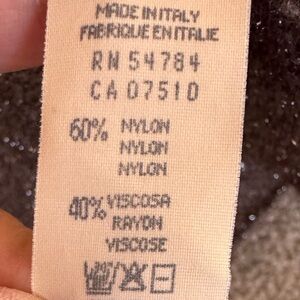 MADE IN ITALY
FABRIQUE EN ITALIE
RN 54784
CA 07510
60% NYLON
NYLON
NYLON
40% VISCOSA
RAYON
VISCOSE